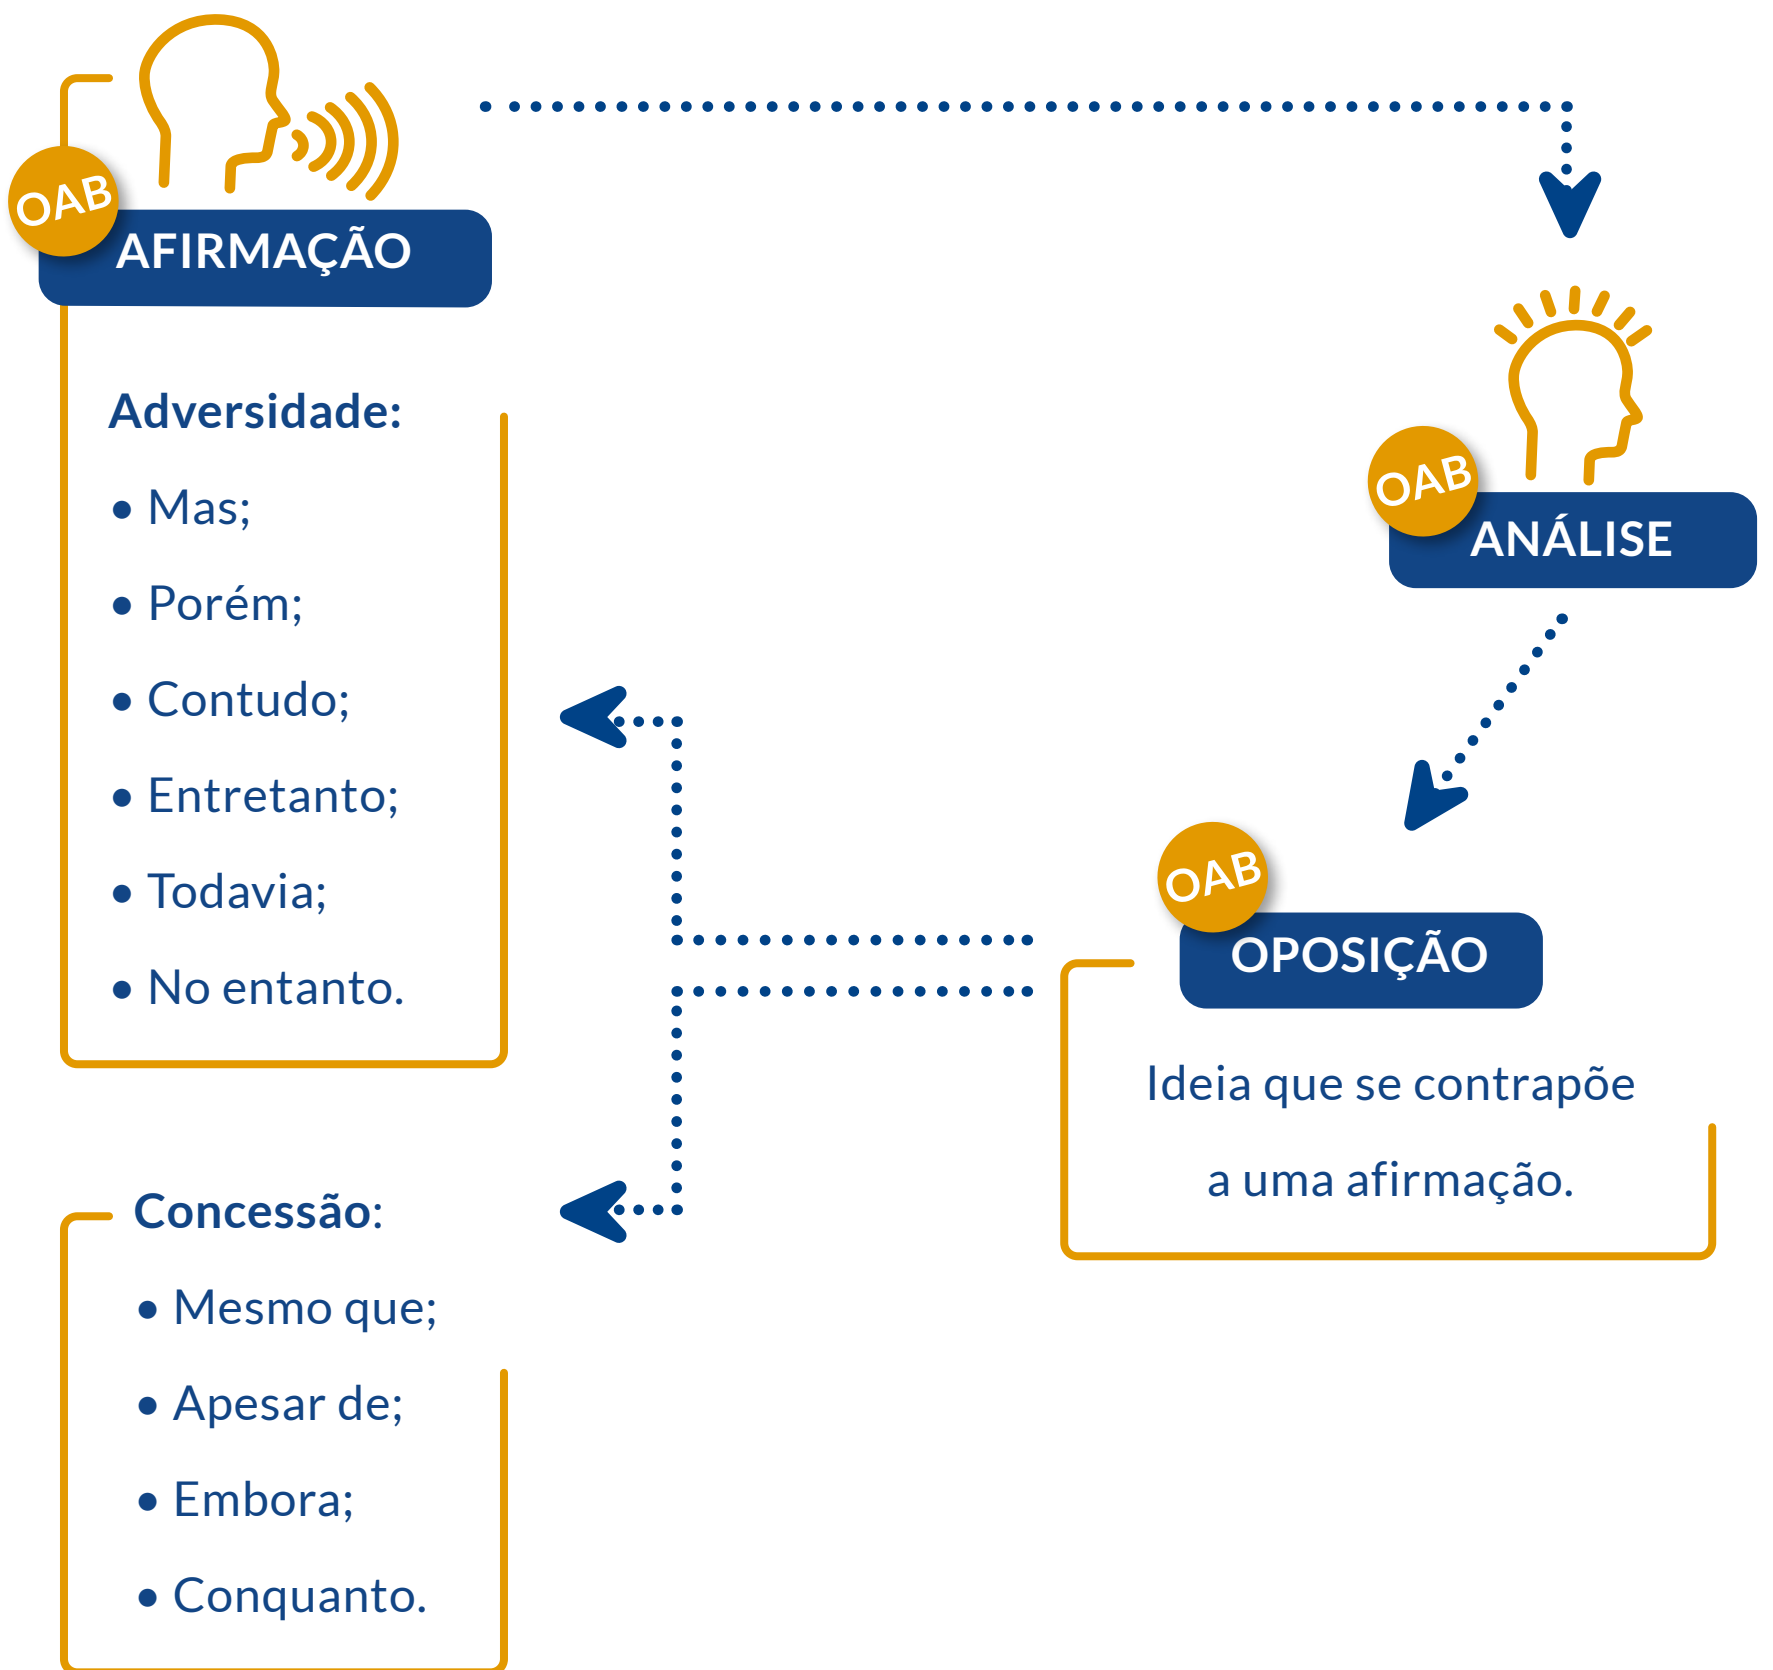 OAB
AFIRMAÇÃO
Adversidade:
• Mas;
• Porém;
• Contudo;
• Entretanto;
• Todavia;
• No entanto.
OAB
ANÁLISE
OAB
OPOSIÇÃO
Ideia que se contrapõe
a uma afirmação.
Concessão:
• Mesmo que;
• Apesar de;
• Embora;
• Conquanto.